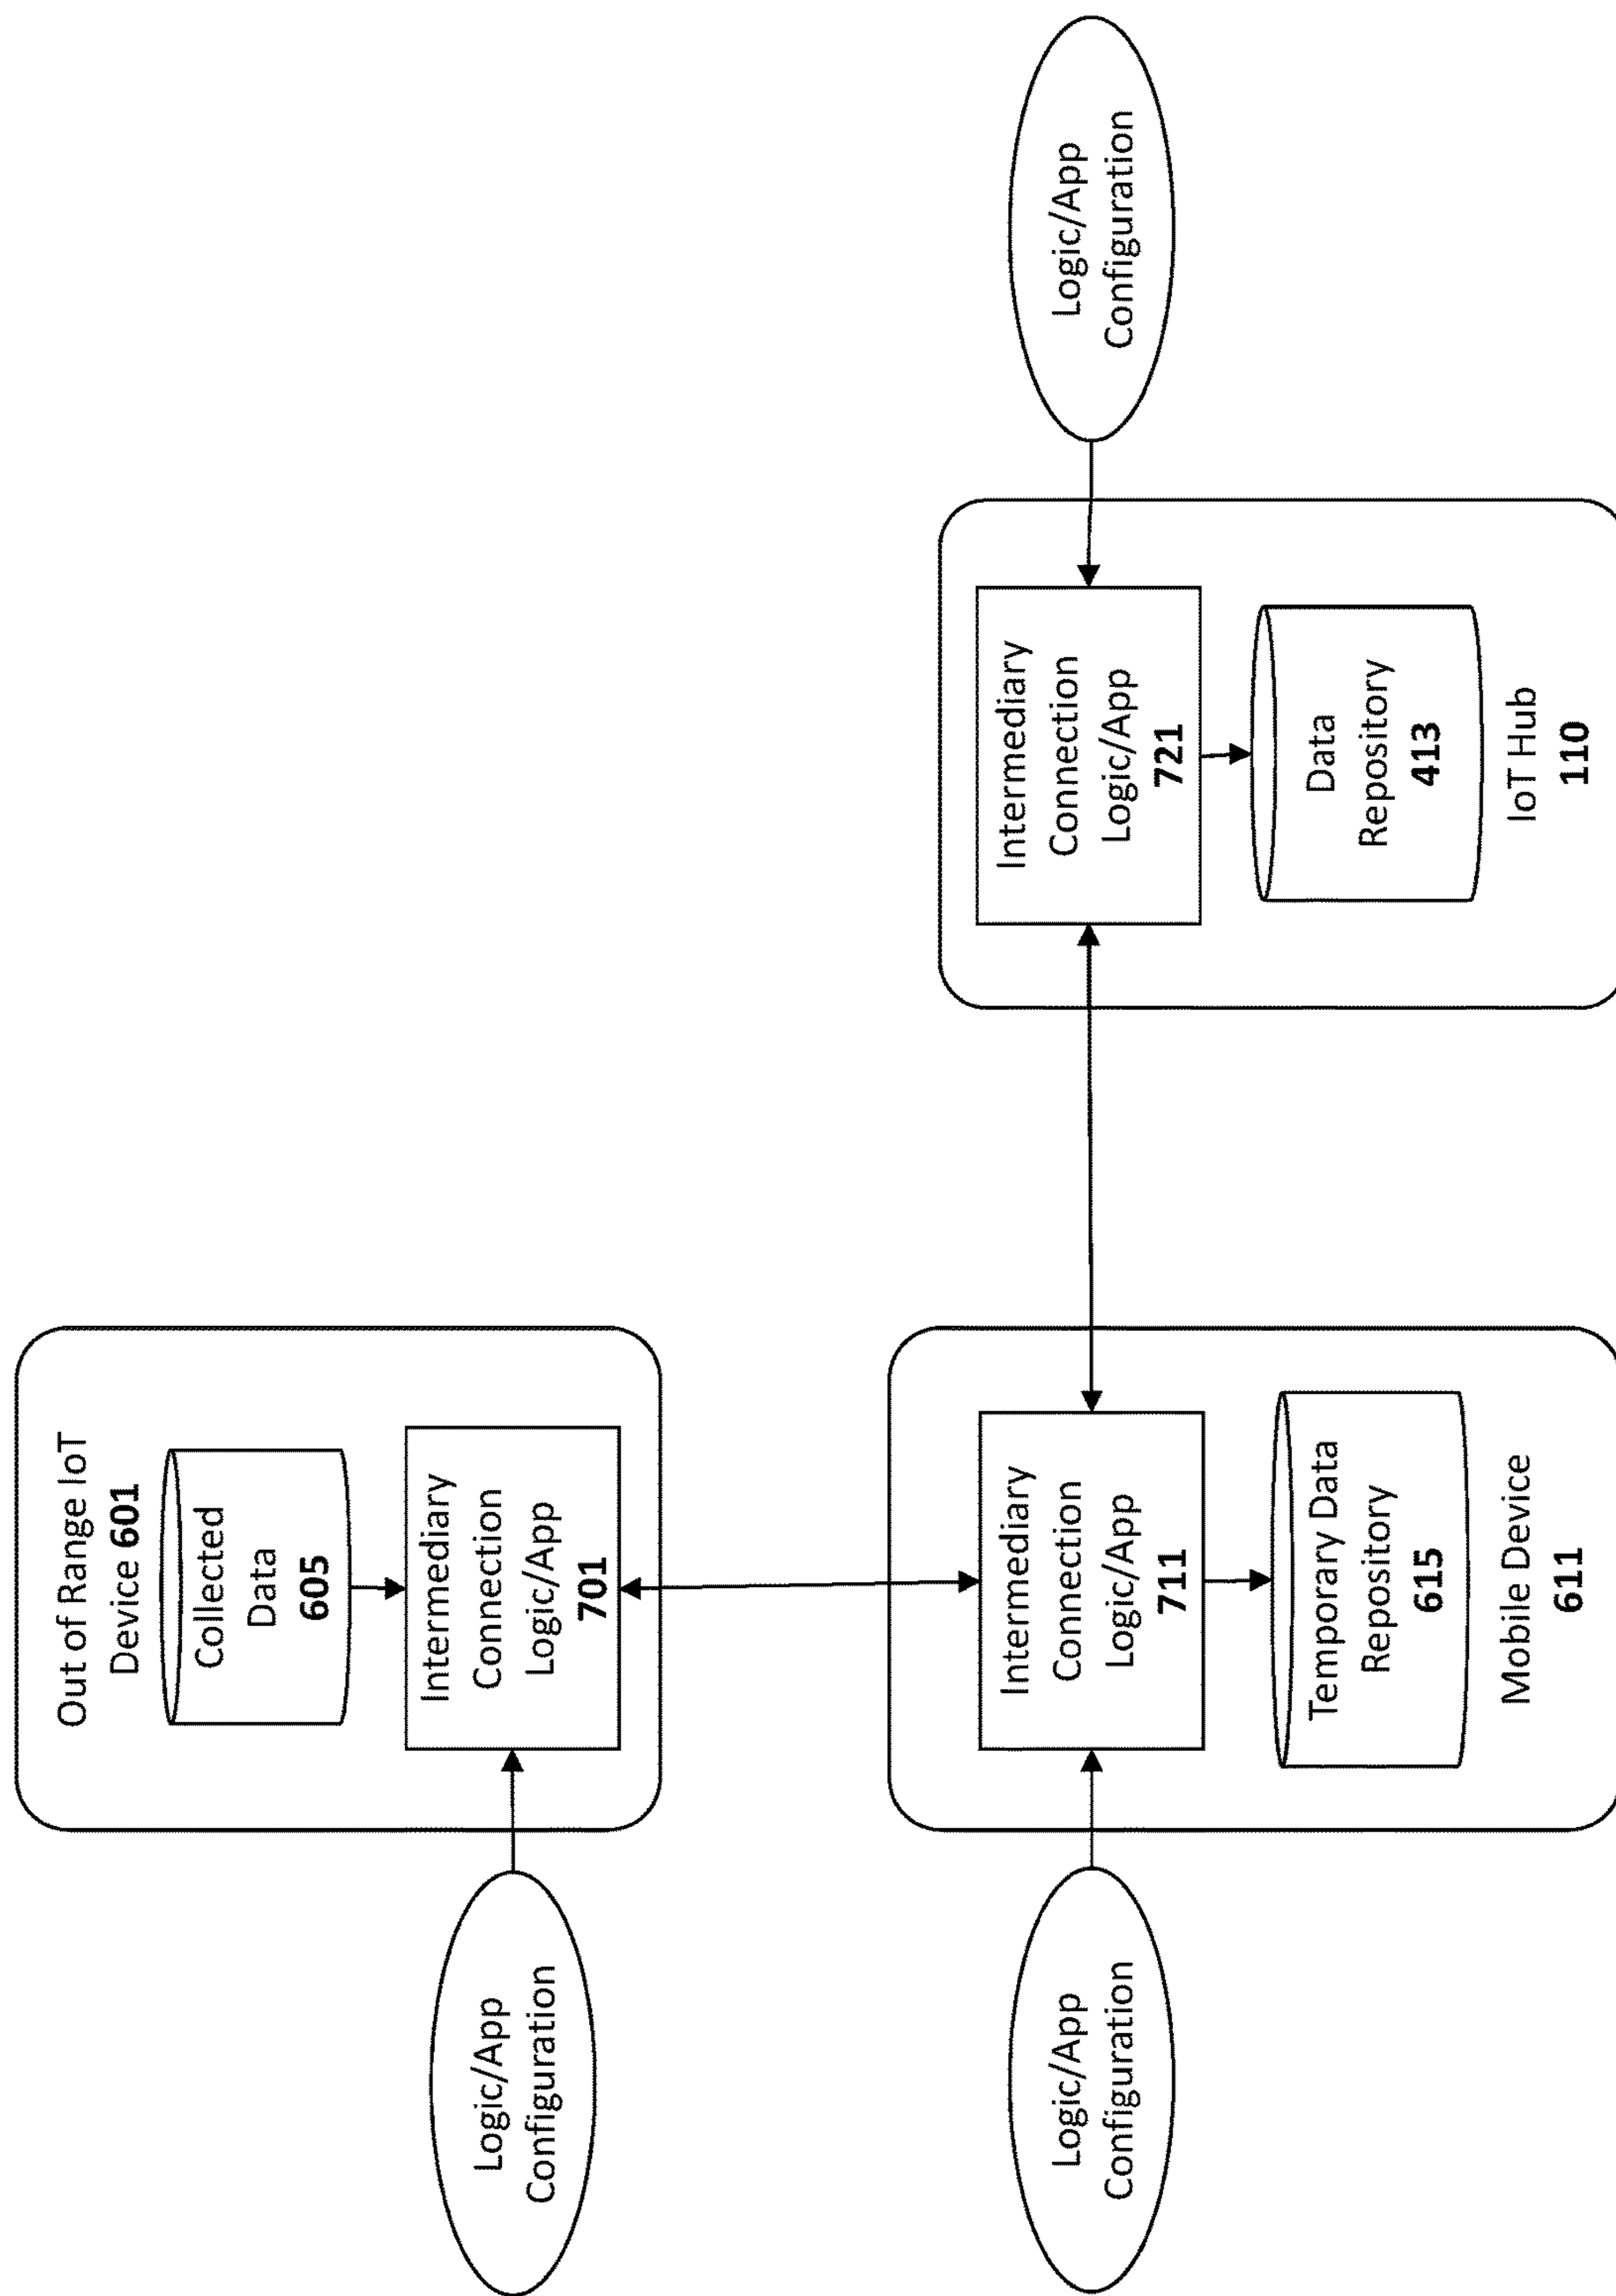 Out of Range IoT
Device 601
Collected
Data
605
Intermediary
Connection
Logic/App
701
Logic/App
Configuration
Logic/App
Configuration
Intermediary
Connection
Logic/App
711
Temporary Data
Repository
615
Mobile Device
611
Intermediary
Connection
Logic/App
721
Data
Repository
413
IoT Hub
110
Logic/App
Configuration